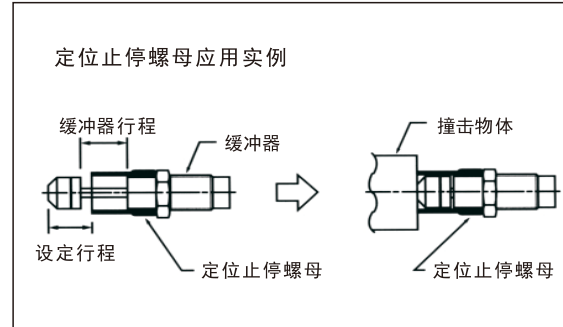 定位止停螺母应用实例
缓冲器行程
缓冲器
设定行程
定位止停螺母
撞击物体
定位止停螺母